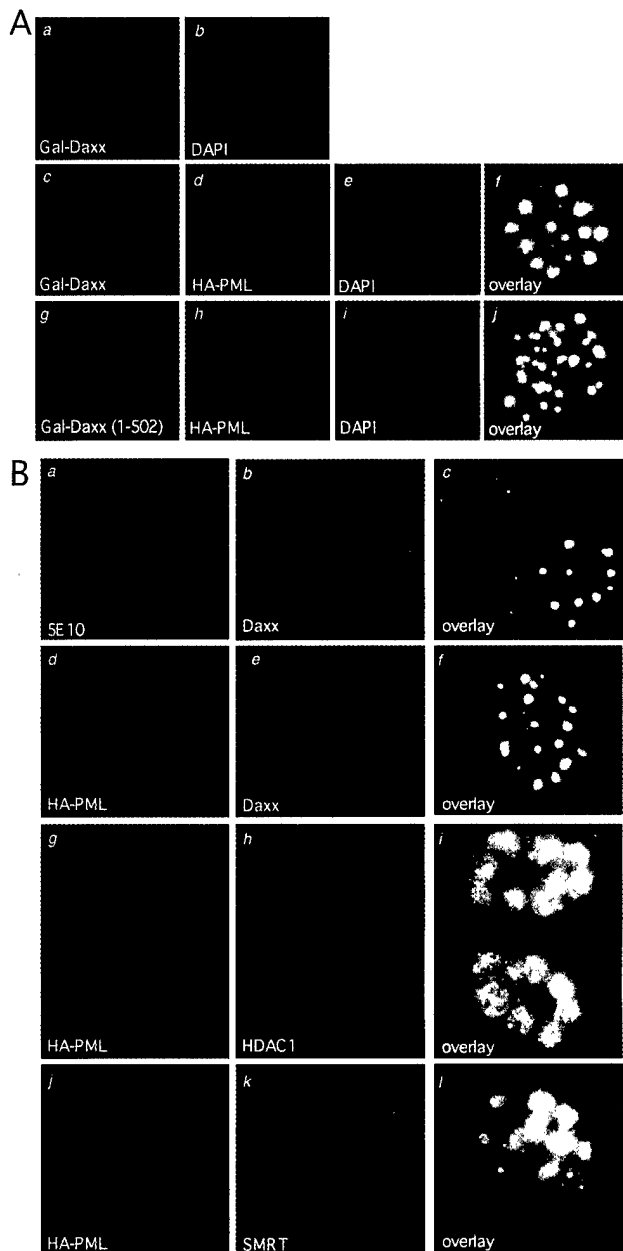 A
a b
Gal-Daxx DAPI
c d e f
Gal-Daxx HA-PML DAPI overlay
g h i j
Gal-Daxx (1-502) HA-PML DAPI overlay
B
a b c
5E10 Daxx overlay
d e f
HA-PML Daxx overlay
g h i
HA-PML HDAC1 overlay
j k l
HA-PML SMRT overlay